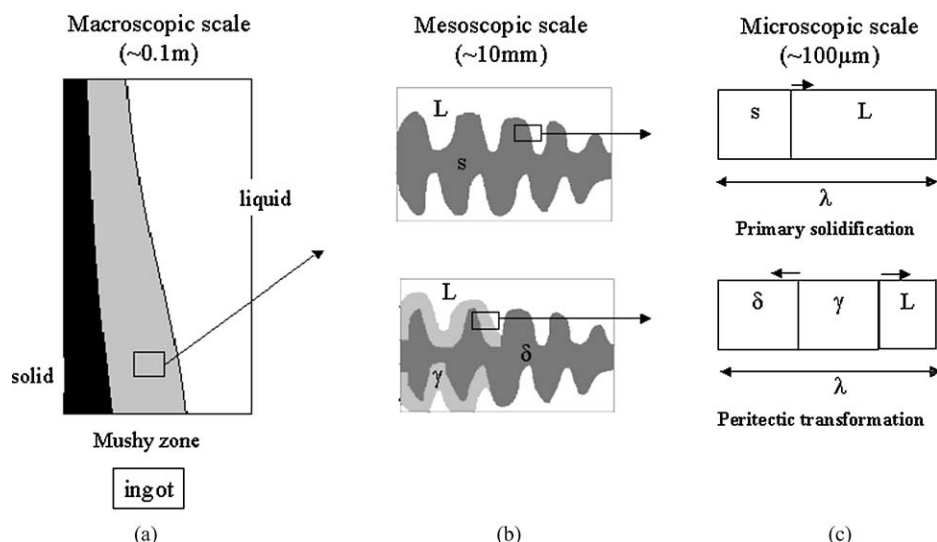 Macroscopic scale
(~0.1m)
liquid
solid
Mushy zone
ingot
(a)
Mesoscopic scale
(~10mm)
L
s
L
δ
γ
(b)
Microscopic scale
(~100µm)
s L
λ
Primary solidification
δ γ L
λ
Peritectic transformation
(c)